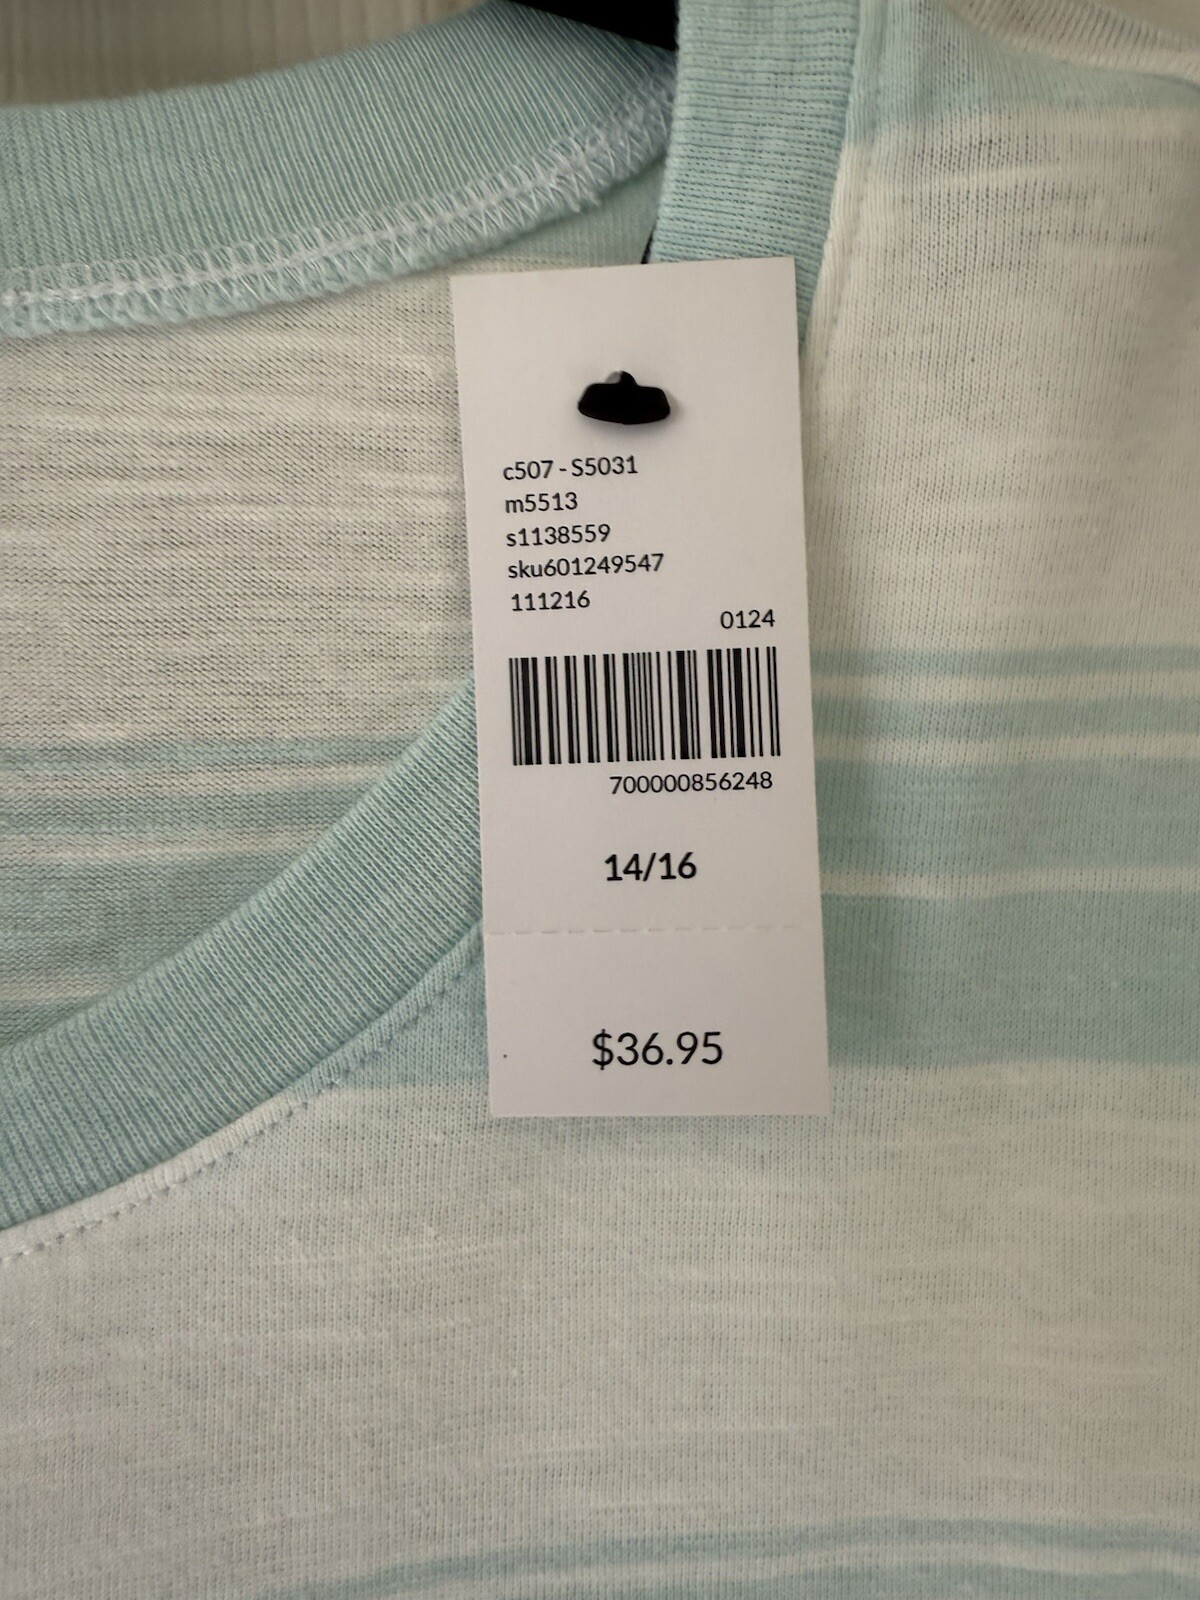 c507 - S5031
m5513
s1138559
sku601249547
111216
0124
700000856248
14/16
$36.95